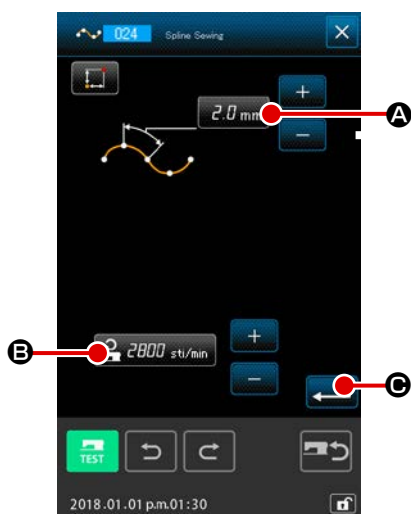 024 Spline Sewing
2.0 mm
A
B
2800 sti/min
C
TEST
2018.01.01 p.m.01:30